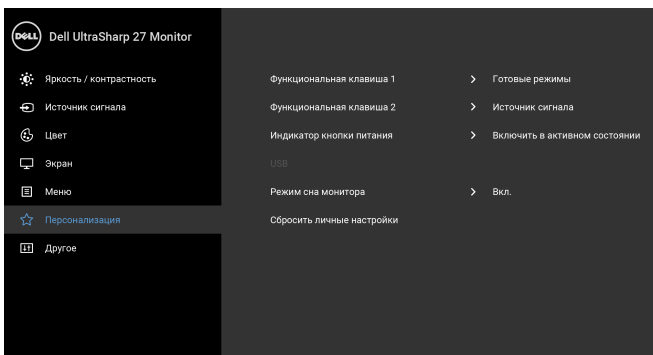 DELL Dell UltraSharp 27 Monitor
Яркость / контрастность
Источник сигнала
Цвет
Экран
Меню
Персонализация
Другое
Функциональная клавиша 1 > Готовые режимы
Функциональная клавиша 2 > Источник сигнала
Индикатор кнопки питания > Включить в активном состоянии
USB
Режим сна монитора > Вкл.
Сбросить личные настройки